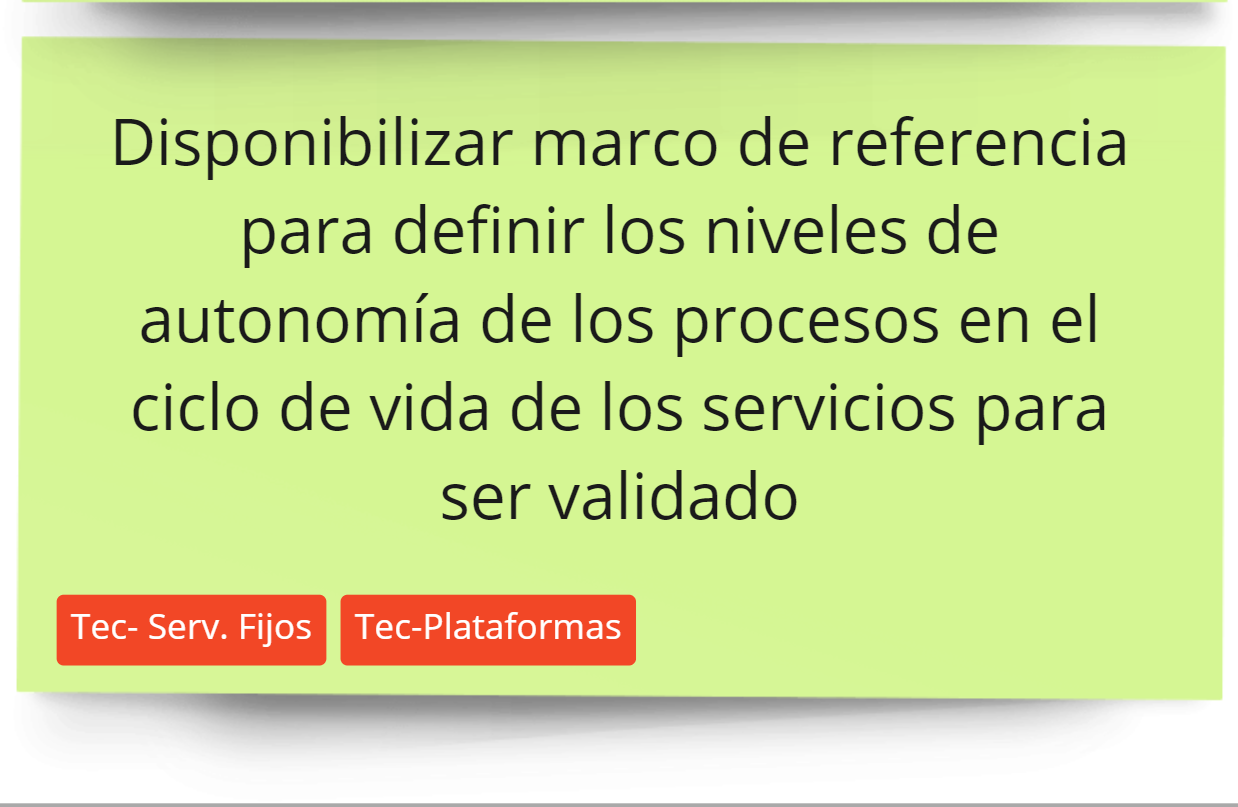 Disponibilizar marco de referencia
para definir los niveles de
autonomía de los procesos en el
ciclo de vida de los servicios para
ser validado
Tec- Serv. Fijos Tec-Plataformas